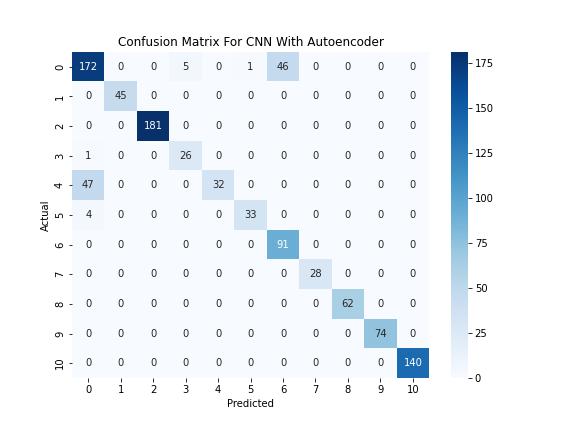 Confusion Matrix For CNN With Autoencoder
0 172 0 0 5 0 1 46 0 0 0 0
1 0 45 0 0 0 0 0 0 0 0 0
2 0 0 181 0 0 0 0 0 0 0 0
3 1 0 0 26 0 0 0 0 0 0 0
4 47 0 0 0 32 0 0 0 0 0 0
5 4 0 0 0 0 33 0 0 0 0 0
6 0 0 0 0 0 0 91 0 0 0 0
7 0 0 0 0 0 0 0 28 0 0 0
8 0 0 0 0 0 0 0 0 62 0 0
9 0 0 0 0 0 0 0 0 0 74 0
10 0 0 0 0 0 0 0 0 0 0 140
0 1 2 3 4 5 6 7 8 9 10
Predicted
Actual
175
150
125
100
75
50
25
0